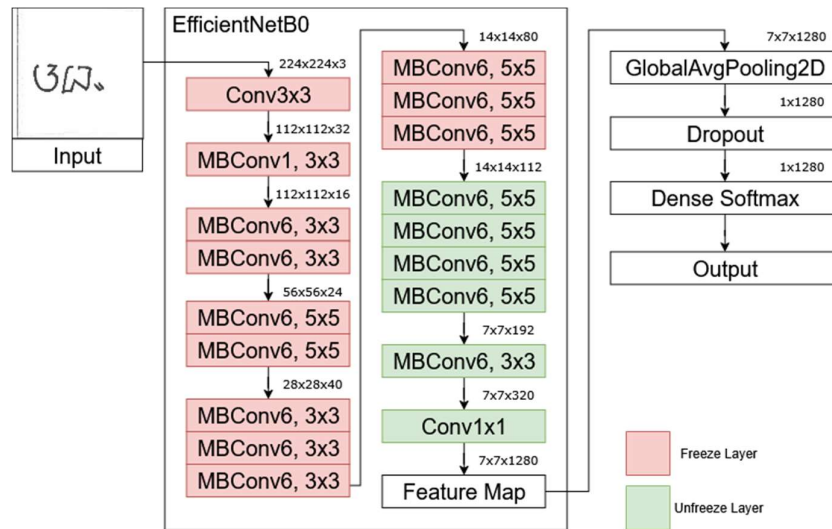 Input
EfficientNetB0
224x224x3
Conv3x3
112x112x32
MBConv1, 3x3
112x112x16
MBConv6, 3x3
MBConv6, 3x3
56x56x24
MBConv6, 5x5
MBConv6, 5x5
28x28x40
MBConv6, 3x3
MBConv6, 3x3
MBConv6, 3x3
14x14x80
MBConv6, 5x5
MBConv6, 5x5
MBConv6, 5x5
14x14x112
MBConv6, 5x5
MBConv6, 5x5
MBConv6, 5x5
MBConv6, 5x5
7x7x192
MBConv6, 3x3
7x7x320
Conv1x1
7x7x1280
Feature Map
7x7x1280
GlobalAvgPooling2D
1x1280
Dropout
1x1280
Dense Softmax
Output
Freeze Layer
Unfreeze Layer